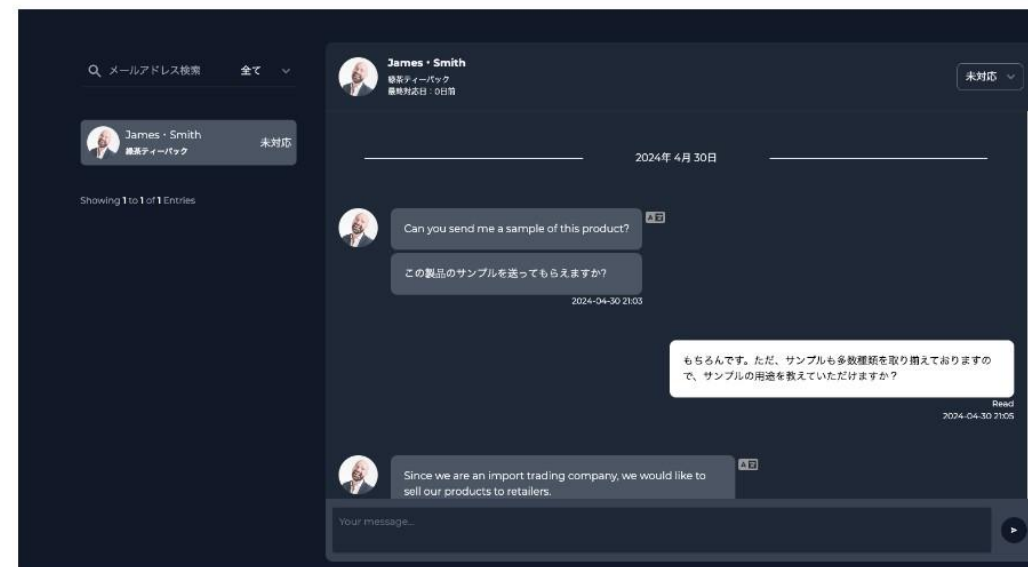 メールアドレス検索
全て
James・Smith
緑茶ティーパック
未対応
Showing 1 to 1 of 1 Entries
James・Smith
緑茶ティーパック
最終対応日：0日前
未対応
2024年 4月 30日
Can you send me a sample of this product?
この製品のサンプルを送ってもらえますか?
2024-04-30 21:03
もちろんです。ただ、サンプルも多数種類を取り揃えておりますの
で、サンプルの用途を教えていただけますか？
Read
2024-04-30 21:05
Since we are an import trading company, we would like to
sell our products to retailers.
Your message...